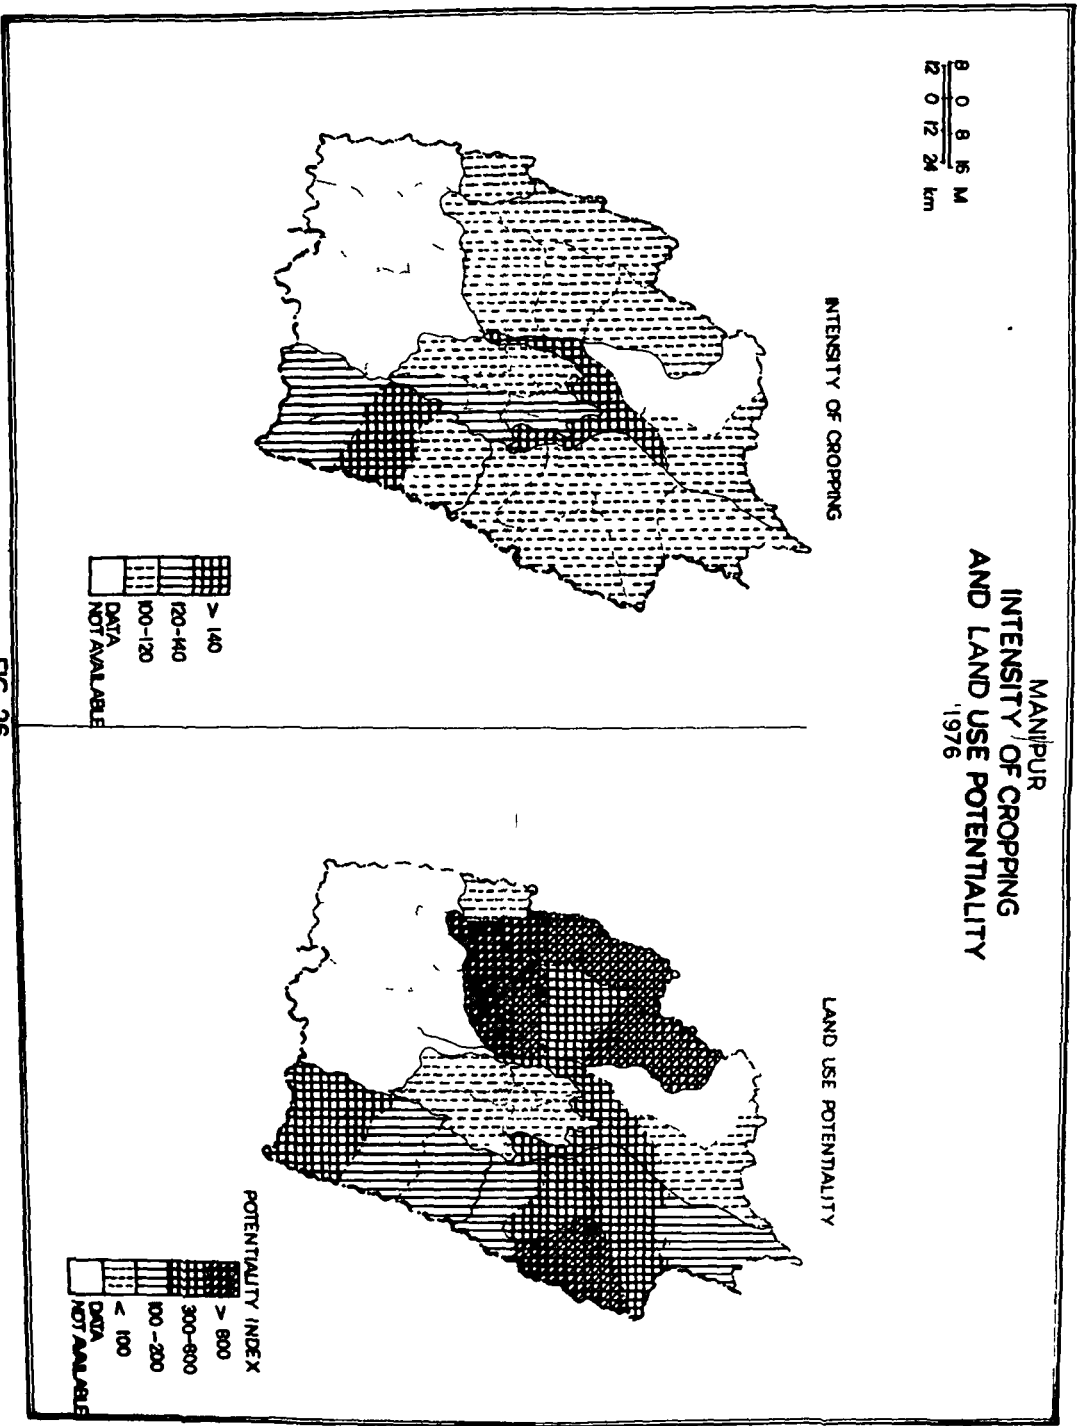 MANIPUR
INTENSITY OF CROPPING
AND LAND USE POTENTIALITY
1976
8 0 8 16 M
12 0 12 24 km
INTENSITY OF CROPPING
> 140
120-140
100-120
DATA
NOT AVAILABLE
LAND USE POTENTIALITY
POTENTIALITY INDEX
> 600
300-600
100-200
< 100
DATA
NOT AVAILABLE